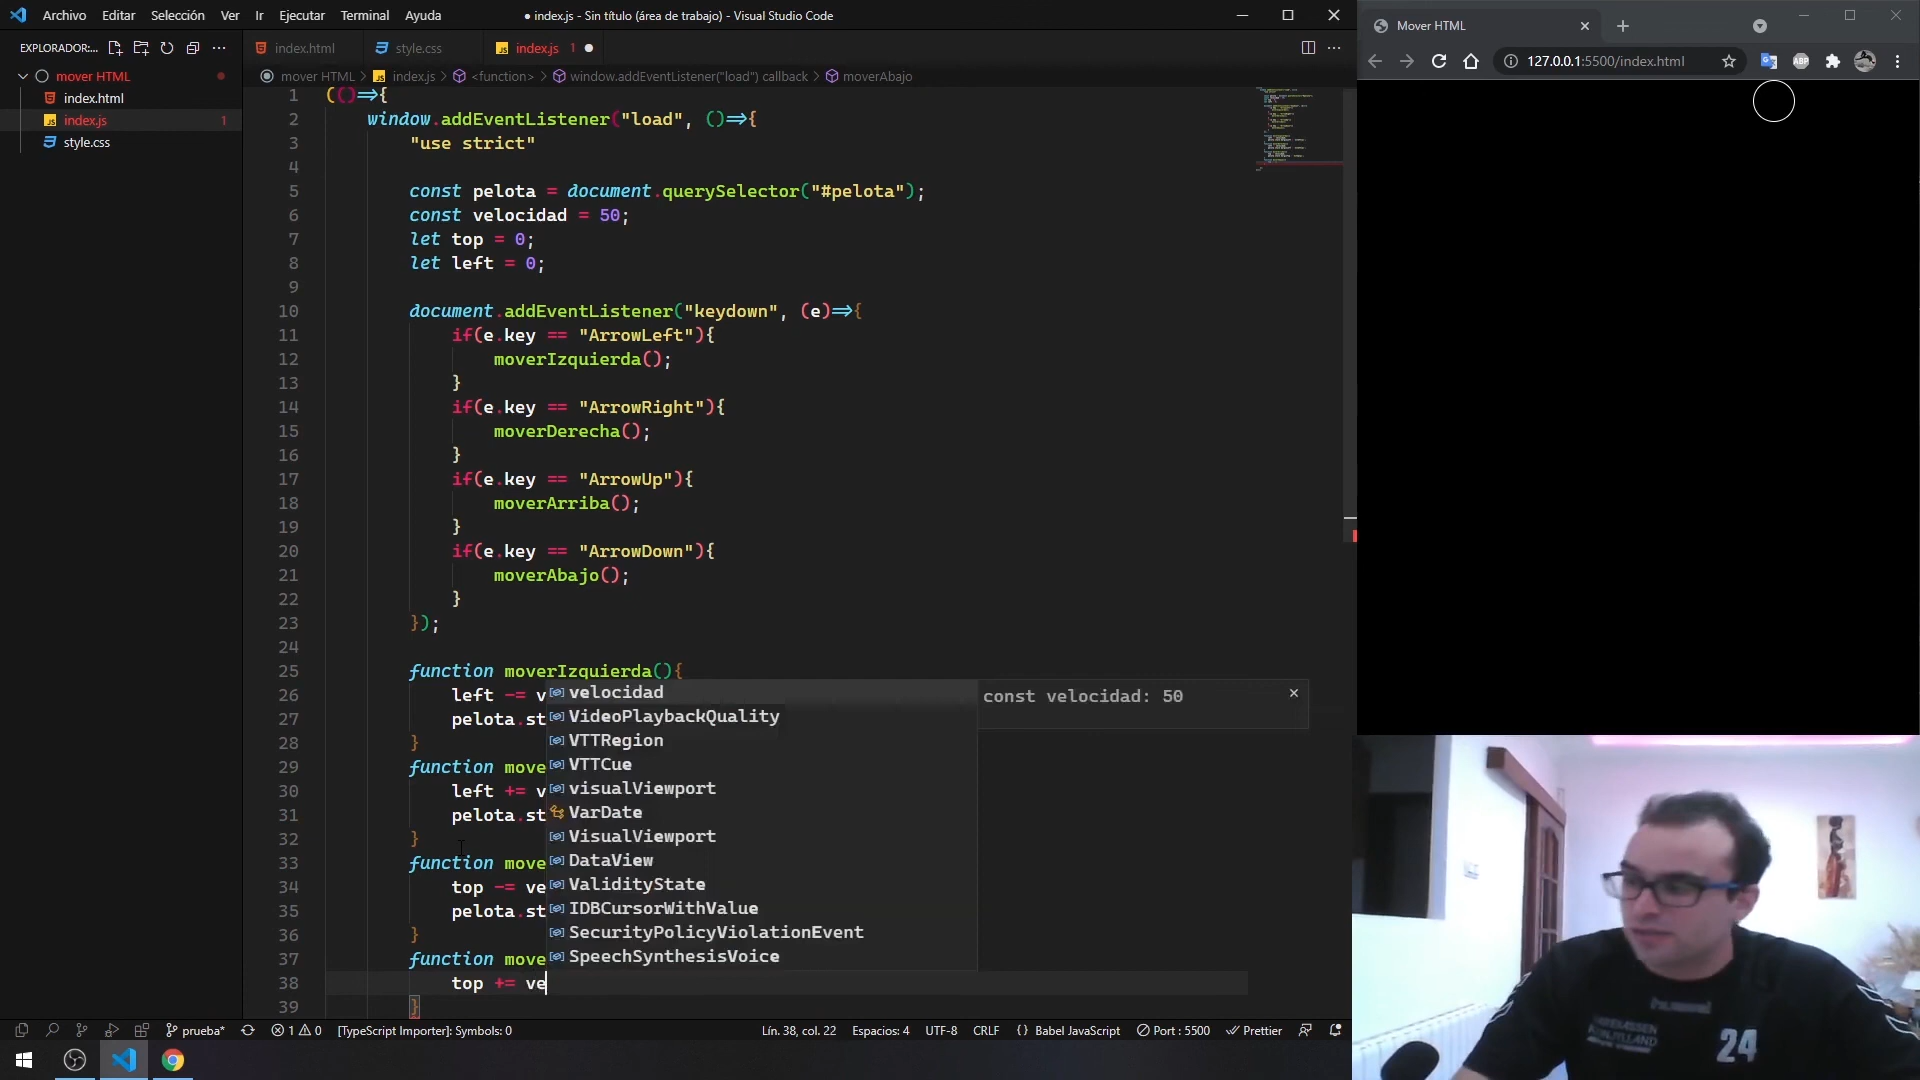 Archivo Editar Selección Ver Ir Ejecutar Terminal Ayuda
● index.js - Sin título (área de trabajo) - Visual Studio Code
Mover HTML
EXPLORADOR:...
index.html
style.css
index.js 1 ●
127.0.0.1:5500/index.html
ABP
mover HTML
index.html
index.js 1
style.css
mover HTML > index.js > <function> > window.addEventListener("load") callback > moverAbajo
1 (()=>{
2 window.addEventListener("load", ()=>{
3 "use strict"
4
5 const pelota = document.querySelector("#pelota");
6 const velocidad = 50;
7 let top = 0;
8 let left = 0;
9
10 document.addEventListener("keydown", (e)=>{
11 if(e.key == "ArrowLeft"){
12 moverIzquierda();
13 }
14 if(e.key == "ArrowRight"){
15 moverDerecha();
16 }
17 if(e.key == "ArrowUp"){
18 moverArriba();
19 }
20 if(e.key == "ArrowDown"){
21 moverAbajo();
22 }
23 });
24
25 function moverIzquierda(){
26 left -= v
27 pelota.st
28 }
29 function move
30 left += v
31 pelota.st
32 }
33 function move
34 top -= ve
35 pelota.st
36 }
37 function move
38 top += ve
39 }
velocidad
VideoPlaybackQuality
VTTRegion
VTTCue
visualViewport
VarDate
VisualViewport
DataView
ValidityState
IDBCursorWithValue
SecurityPolicyViolationEvent
SpeechSynthesisVoice
const velocidad: 50
24
prueba* 1 0 [TypeScript Importer]: Symbols: 0
Lín. 38, col. 22 Espacios: 4 UTF-8 CRLF {} Babel JavaScript Port : 5500 Prettier